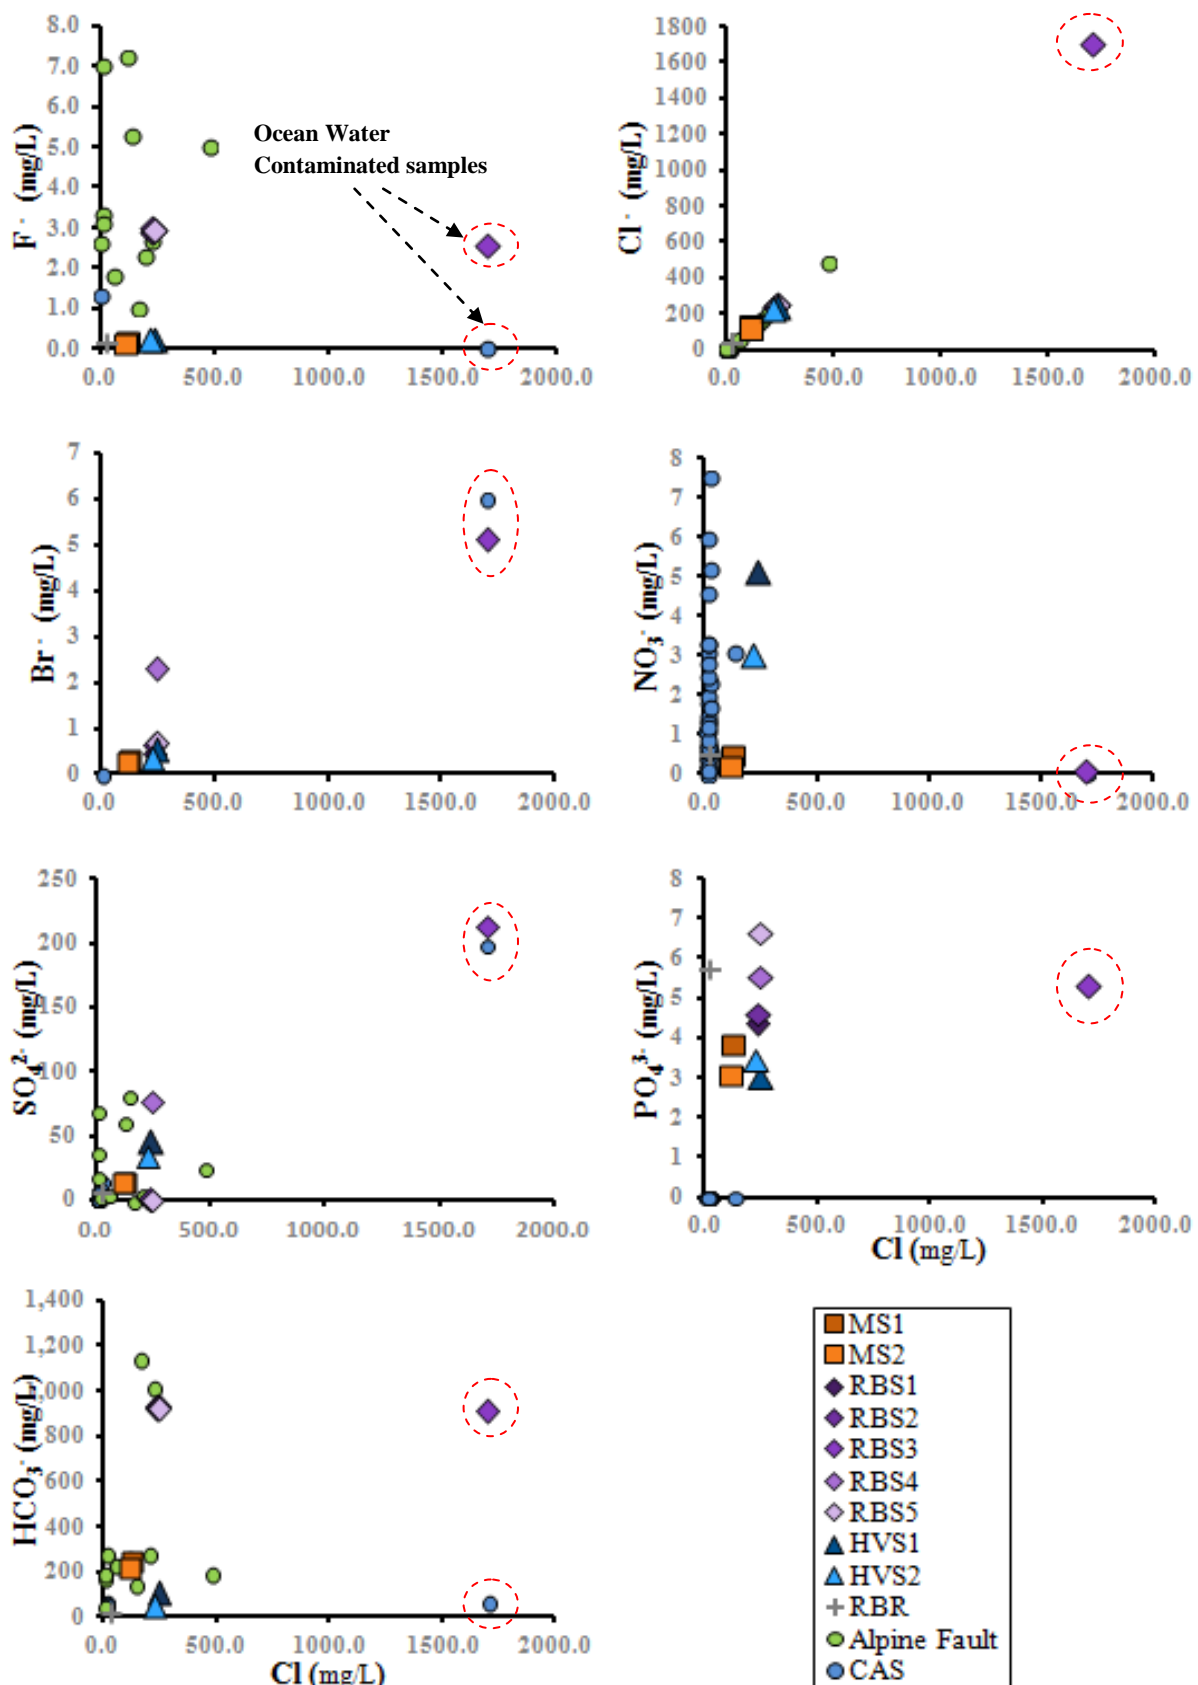 8.0
7.0
6.0
5.0
4.0
3.0
2.0
1.0
0.0
F⁻ (mg/L)
0.0 500.0 1000.0 1500.0 2000.0
Ocean Water
Contaminated samples
1800
1600
1400
1200
1000
800
600
400
200
0
Cl⁻ (mg/L)
0.0 500.0 1000.0 1500.0 2000.0
7
6
5
4
3
2
1
0
Br⁻ (mg/L)
0.0 500.0 1000.0 1500.0 2000.0
8
7
6
5
4
3
2
1
0
NO₃⁻ (mg/L)
0.0 500.0 1000.0 1500.0 2000.0
250
200
150
100
50
0
SO₄²⁻ (mg/L)
0.0 500.0 1000.0 1500.0 2000.0
8
7
6
5
4
3
2
1
0
PO₄³⁻ (mg/L)
0.0 500.0 1000.0 1500.0 2000.0
Cl (mg/L)
1,400
1,200
1,000
800
600
400
200
0
HCO₃⁻ (mg/L)
0.0 500.0 1000.0 1500.0 2000.0
Cl (mg/L)
MS1
MS2
RBS1
RBS2
RBS3
RBS4
RBS5
HVS1
HVS2
RBR
Alpine Fault
CAS